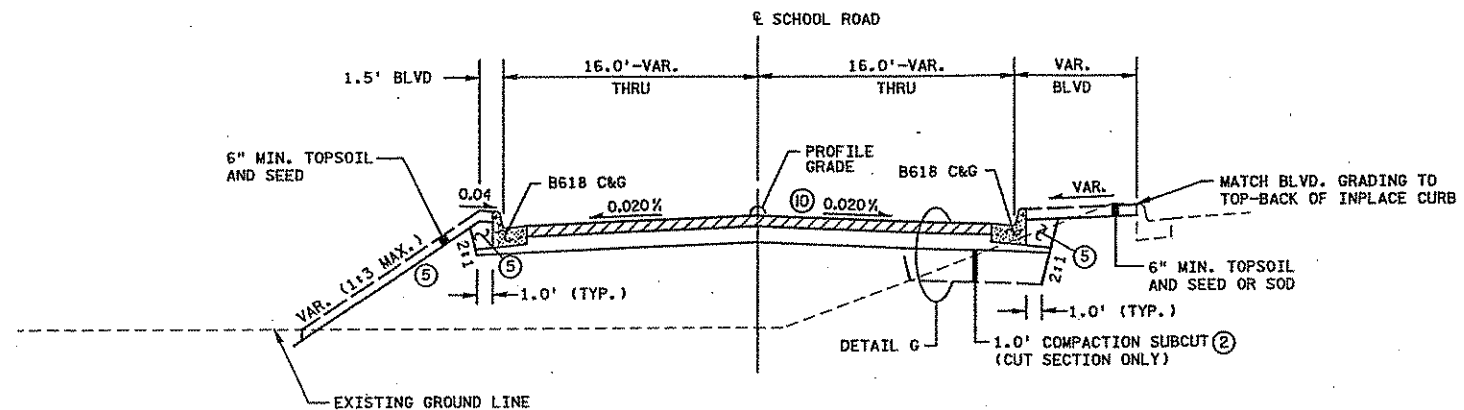 ℄ SCHOOL ROAD
1.5' BLVD
16.0'-VAR.
THRU
16.0'-VAR.
THRU
VAR.
BLVD
6" MIN. TOPSOIL
AND SEED
0.04
B618 C&G
PROFILE
GRADE
B618 C&G
VAR.
MATCH BLVD. GRADING TO
TOP-BACK OF INPLACE CURB
0.020%
10
0.020%
VAR. (1:3 MAX.)
5
2:1
5
5
2:1
6" MIN. TOPSOIL
AND SEED OR SOD
1.0' (TYP.)
1.0' (TYP.)
DETAIL G
1.0' COMPACTION SUBCUT 2
(CUT SECTION ONLY)
EXISTING GROUND LINE